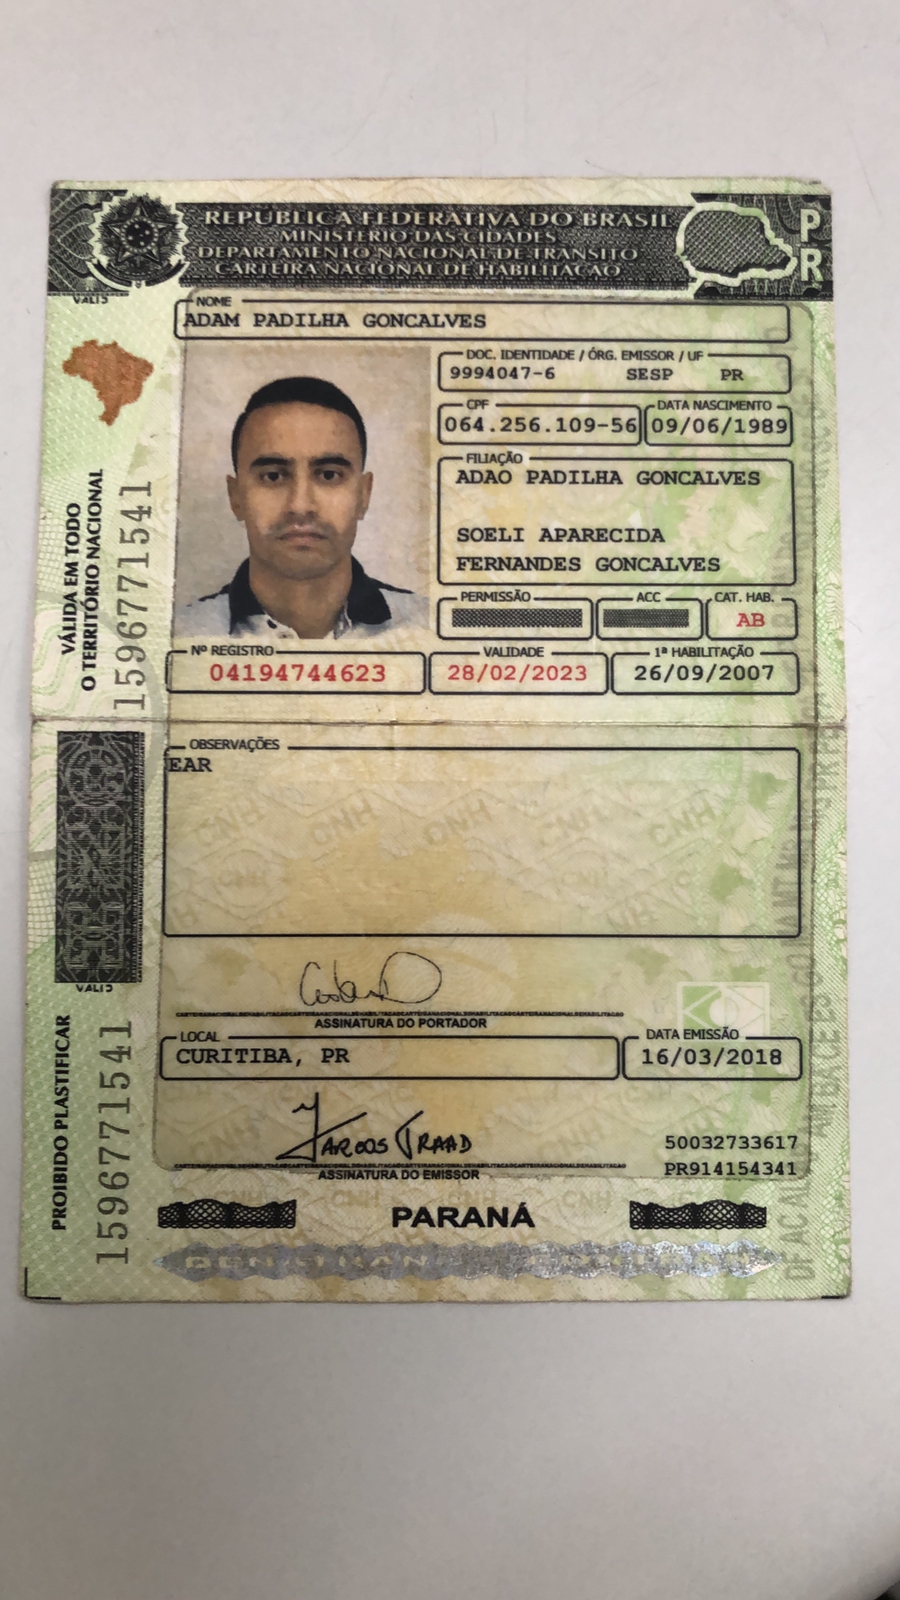 REPÚBLICA FEDERATIVA DO BRASIL
MINISTÉRIO DAS CIDADES
DEPARTAMENTO NACIONAL DE TRÂNSITO
CARTEIRA NACIONAL DE HABILITAÇÃO
PR
VALID
NOME
ADAM PADILHA GONCALVES
DOC. IDENTIDADE / ÓRG. EMISSOR / UF
9994047-6 SESP PR
CPF
064.256.109-56
DATA NASCIMENTO
09/06/1989
FILIAÇÃO
ADAO PADILHA GONCALVES
SOELI APARECIDA
FERNANDES GONCALVES
PERMISSÃO
ACC
CAT. HAB.
AB
Nº REGISTRO
04194744623
VALIDADE
28/02/2023
1ª HABILITAÇÃO
26/09/2007
VÁLIDA EM TODO
O TERRITÓRIO NACIONAL
1596771541
OBSERVAÇÕES
EAR
VALID
ASSINATURA DO PORTADOR
LOCAL
CURITIBA, PR
DATA EMISSÃO
16/03/2018
ASSINATURA DO EMISSOR
50032733617
PR914154341
PROIBIDO PLASTIFICAR
1596771541
PARANÁ